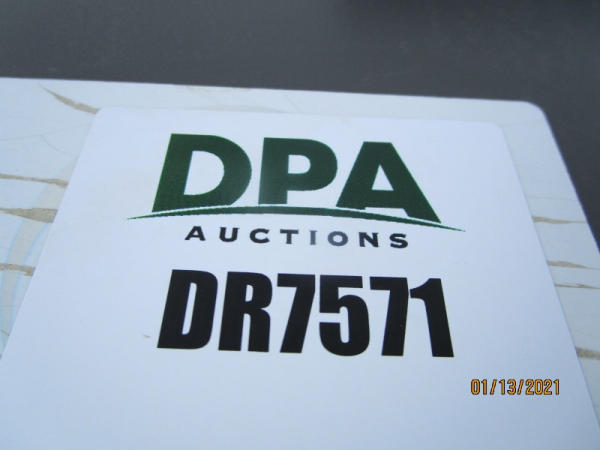 DPA
AUCTIONS
DR7571
01/13/2021